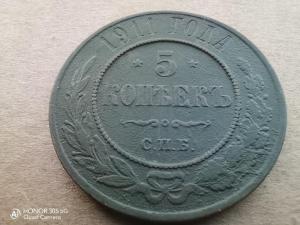 1911 ГОДА
* 5 *
КОПѢЕКЪ
С.П.Б.
HONOR 30S 5G
Quad Camera